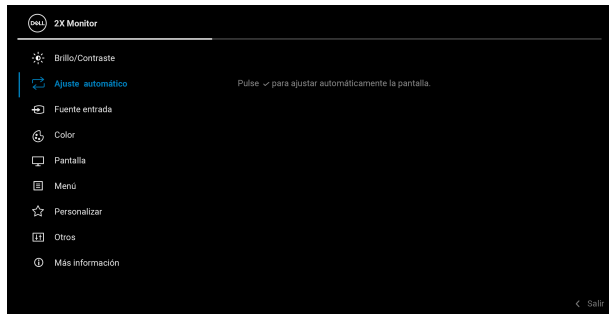 DELL 2X Monitor
Brillo/Contraste
Ajuste automático
Pulse ✓ para ajustar automáticamente la pantalla.
Fuente entrada
Color
Pantalla
Menú
Personalizar
Otros
Más información
Salir